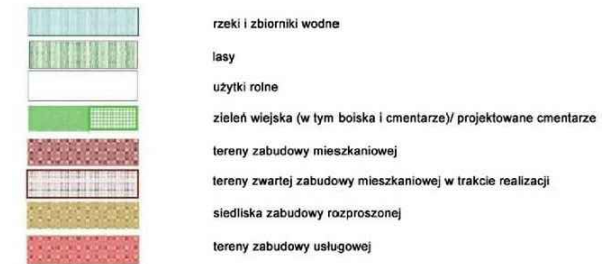 rzeki i zbiorniki wodne
lasy
użytki rolne
zieleń wiejska (w tym boiska i cmentarze)/ projektowane cmentarze
tereny zabudowy mieszkaniowej
tereny zwartej zabudowy mieszkaniowej w trakcie realizacji
siedliska zabudowy rozproszonej
tereny zabudowy usługowej